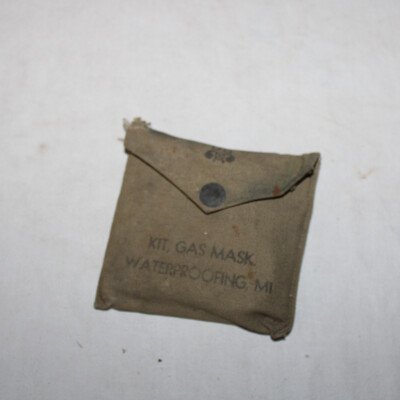 KIT, GAS MASK,
WATERPROOFING, M1